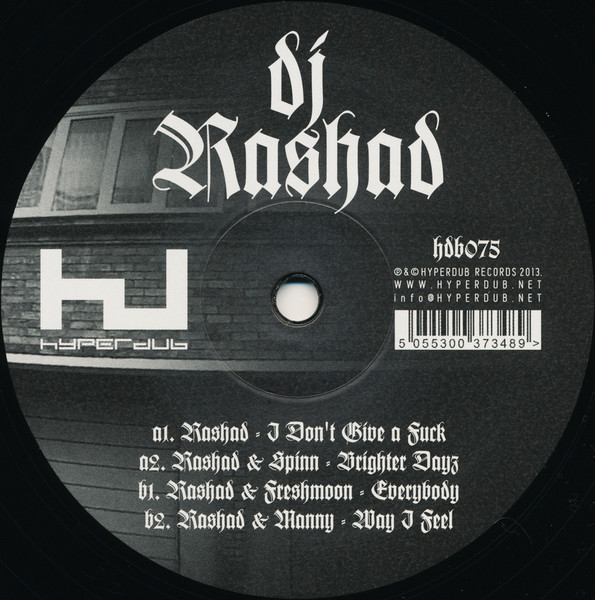 dj
Rashad
hdb075
℗&©HYPERDUB RECORDS 2013.
WWW.HYPERDUB.NET
info@HYPERDUB.NET
5 055300 373489 >
hyperdub
a1. Rashad - I Don't Give a Fuck
a2. Rashad & Spinn - Brighter Dayz
b1. Rashad & Freshmoon - Everybody
b2. Rashad & Manny - Way I Feel